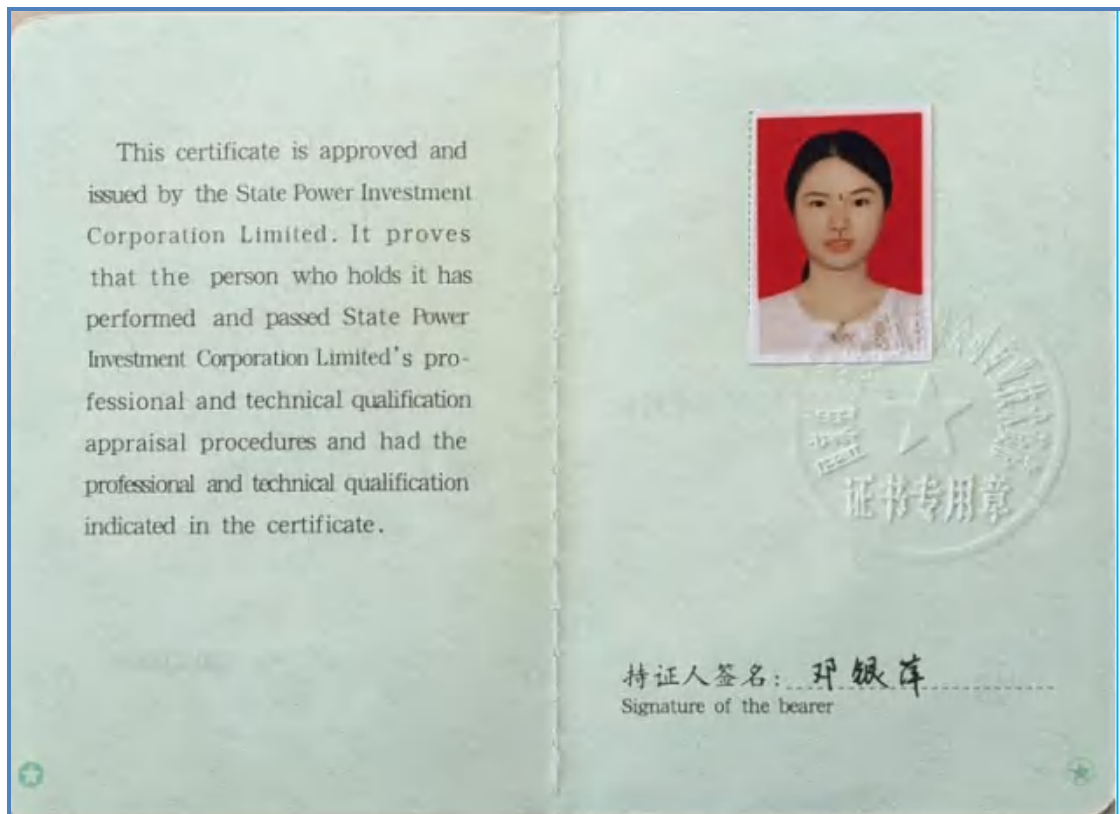 This certificate is approved and
issued by the State Power Investment
Corporation Limited. It proves
that the person who holds it has
performed and passed State Power
Investment Corporation Limited's pro-
fessional and technical qualification
appraisal procedures and had the
professional and technical qualification
indicated in the certificate.
证书专用章
持证人签名：邓银萍
Signature of the bearer